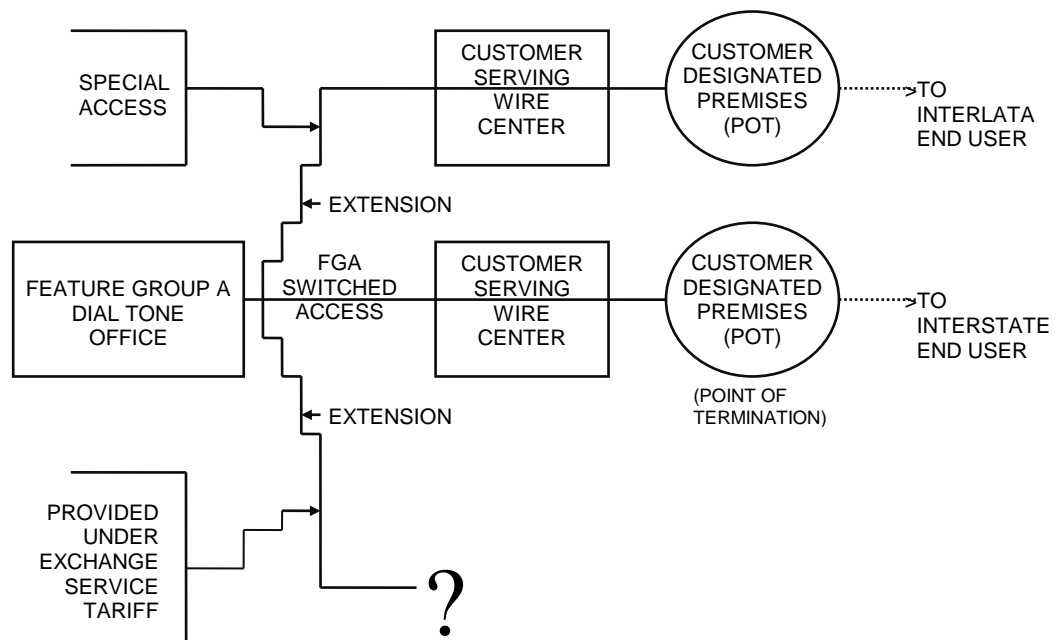 SPECIAL
ACCESS
CUSTOMER
SERVING
WIRE
CENTER
CUSTOMER
DESIGNATED
PREMISES
(POT)
>TO
INTERLATA
END USER
EXTENSION
FEATURE GROUP A
DIAL TONE
OFFICE
FGA
SWITCHED
ACCESS
CUSTOMER
SERVING
WIRE
CENTER
CUSTOMER
DESIGNATED
PREMISES
(POT)
>TO
INTERSTATE
END USER
(POINT OF
TERMINATION)
EXTENSION
PROVIDED
UNDER
EXCHANGE
SERVICE
TARIFF
?